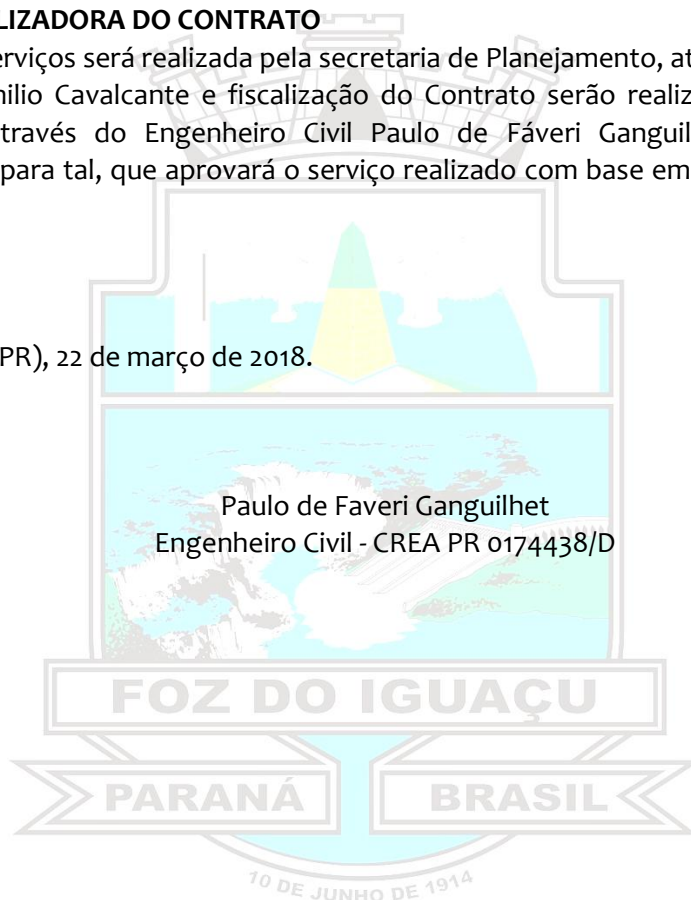 LIZADORA DO CONTRATO
erviços será realizada pela secretaria de Planejamento, at
nilio Cavalcante e fiscalização do Contrato serão realiz
través do Engenheiro Civil Paulo de Fáveri Ganguil
para tal, que aprovará o serviço realizado com base em
PR), 22 de março de 2018.
Paulo de Faveri Ganguilhet
Engenheiro Civil - CREA PR 0174438/D
FOZ DO IGUAÇU
PARANÁ BRASIL
10 DE JUNHO DE 1914